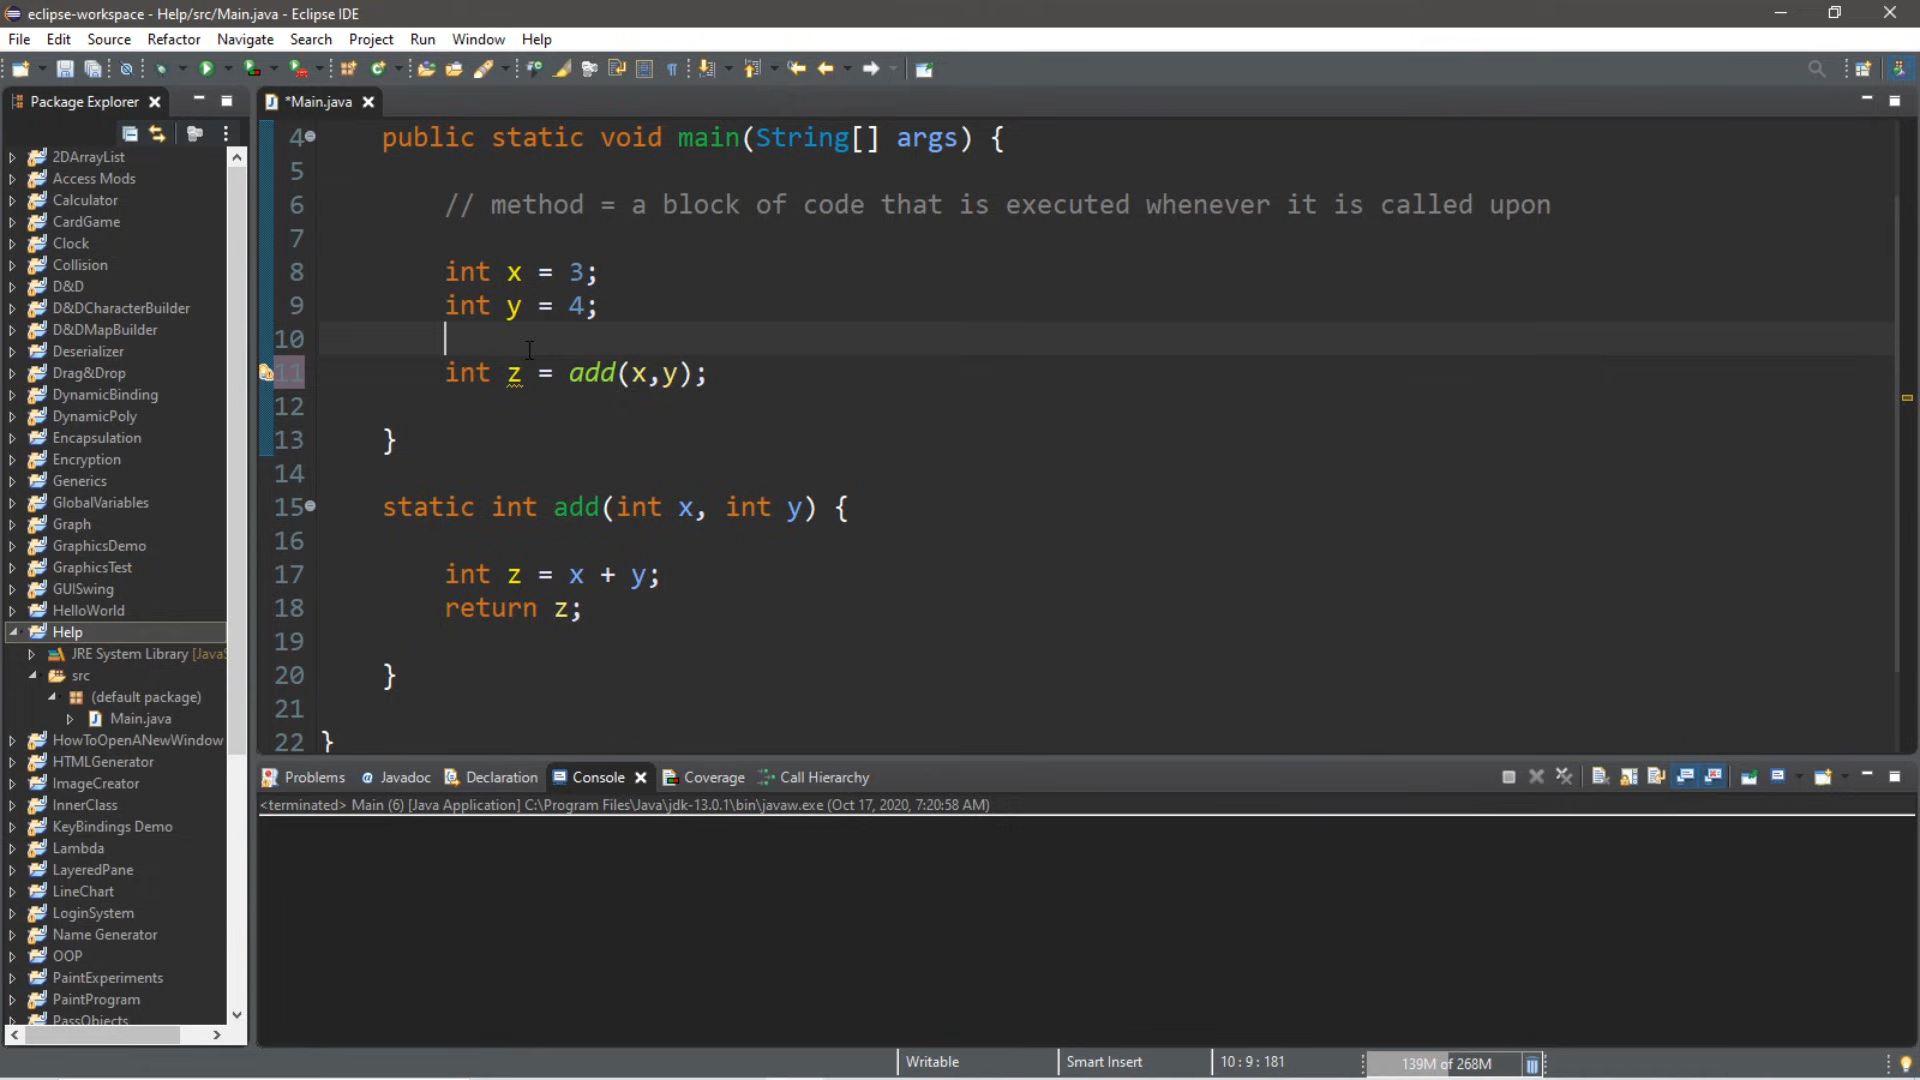 eclipse-workspace - Help/src/Main.java - Eclipse IDE
File Edit Source Refactor Navigate Search Project Run Window Help
Package Explorer
*Main.java
2DArrayList
Access Mods
Calculator
CardGame
Clock
Collision
D&D
D&DCharacterBuilder
D&DMapBuilder
Deserializer
Drag&Drop
DynamicBinding
DynamicPoly
Encapsulation
Encryption
Generics
GlobalVariables
Graph
GraphicsDemo
GraphicsTest
GUISwing
HelloWorld
Help
JRE System Library [JavaS
src
(default package)
Main.java
HowToOpenANewWindow
HTMLGenerator
ImageCreator
InnerClass
KeyBindings Demo
Lambda
LayeredPane
LineChart
LoginSystem
Name Generator
OOP
PaintExperiments
PaintProgram
PassObjects
4 public static void main(String[] args) {
5
6 // method = a block of code that is executed whenever it is called upon
7
8 int x = 3;
9 int y = 4;
10
11 int z = add(x,y);
12
13 }
14
15 static int add(int x, int y) {
16
17 int z = x + y;
18 return z;
19
20 }
21
22 }
Problems @ Javadoc Declaration Console Coverage Call Hierarchy
<terminated> Main (6) [Java Application] C:\Program Files\Java\jdk-13.0.1\bin\javaw.exe (Oct 17, 2020, 7:20:58 AM)
Writable Smart Insert 10 : 9 : 181 139M of 268M